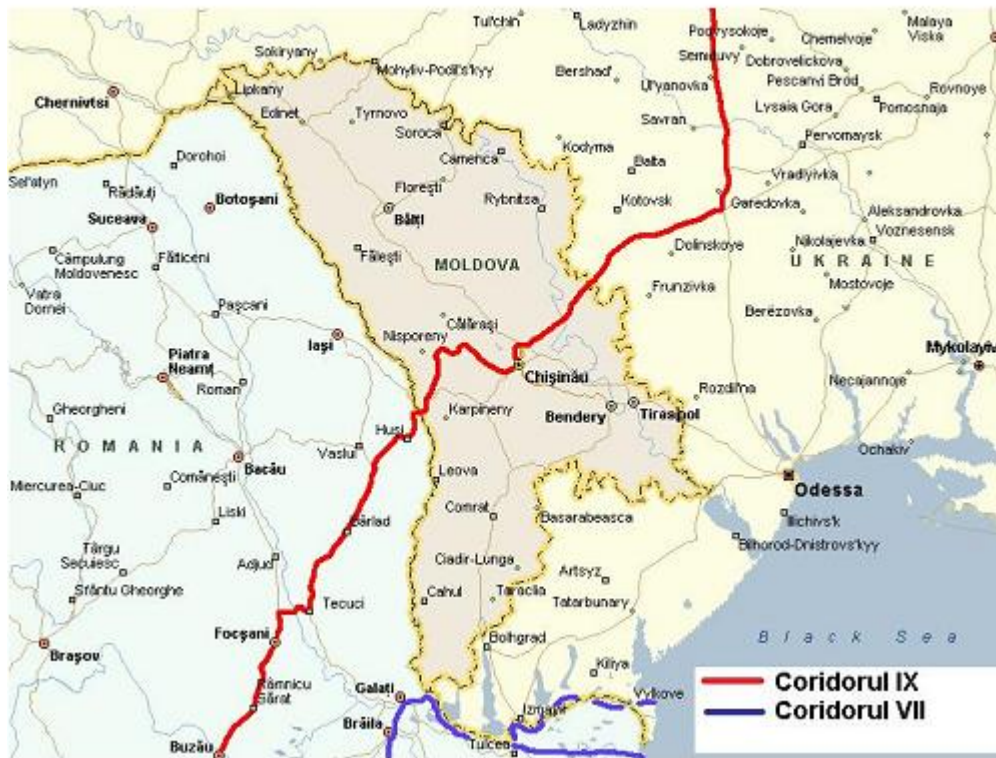 Tul'chin
Ladyzhin
Podvysokoje
Chemelvoje
Malaya
Viska
Sokiryany
Mohyliv-Podil's'kyy
Bershad'
Dobrovelickova
Ul'yanovka
Pescanyi Brod
Chernivtsi
Lipkany
Lysaia Gora
Pomosnaja
Rovnoye
Edinet
Tyrnovo
Soroca
Savran
Pervomaysk
Kodyma
Dorohoi
Camenca
Balta
Sel'atyn
Rădăuţi
Floreşti
Vradiyivka
Botoşani
Bălţi
Rybnitsa
Kotovsk
Garedovka
Aleksandrovka
Suceava
Voznesensk
Câmpulung
Moldovenesc
Fălticeni
Făleşti
MOLDOVA
Dolinskoye
Nikolajevka
UKRAINE
Mostovoje
Vatra
Dornei
Paşcani
Frunzivka
Călăraşi
Berëzovka
Iaşi
Nisporeny
Piatra
Neamţ
Roman
Chişinău
Mykolayiv
Rozdil'na
Necajannoje
Gheorgheni
Karpineny
Bendery
Tiraspol
ROMANIA
Huşi
Vaslui
Ochakiv
Bacău
Miercurea-Ciuc
Comăneşti
Leova
Odessa
Liski
Comrat
Basarabeasca
Illichivs'k
Bârlad
Bilhorod-Dnistrovs'kyy
Târgu
Secuiesc
Adjud
Ciadir-Lunga
Artsyz
Sfântu Gheorghe
Cahul
Taraclia
Tatarbunary
Tecuci
Focşani
Bolhgrad
Black Sea
Braşov
Kiliya
Râmnicu
Sărat
Galaţi
Vylkove
Coridorul IX
Brăila
Izmajyl
Coridorul VII
Buzău
Tulcea